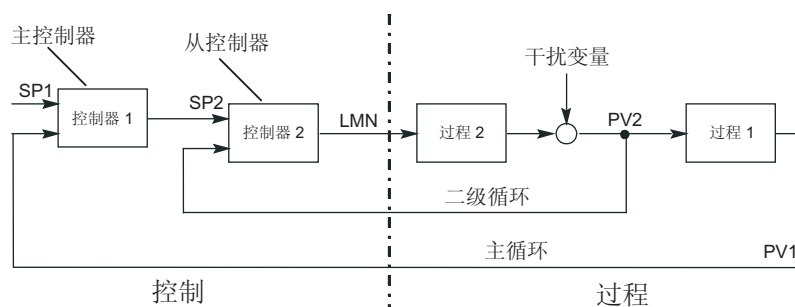 主控制器
从控制器
干扰变量
SP1
控制器 1
SP2
控制器 2
LMN
过程 2
PV2
过程 1
二级循环
主循环
PV1
控制
过程